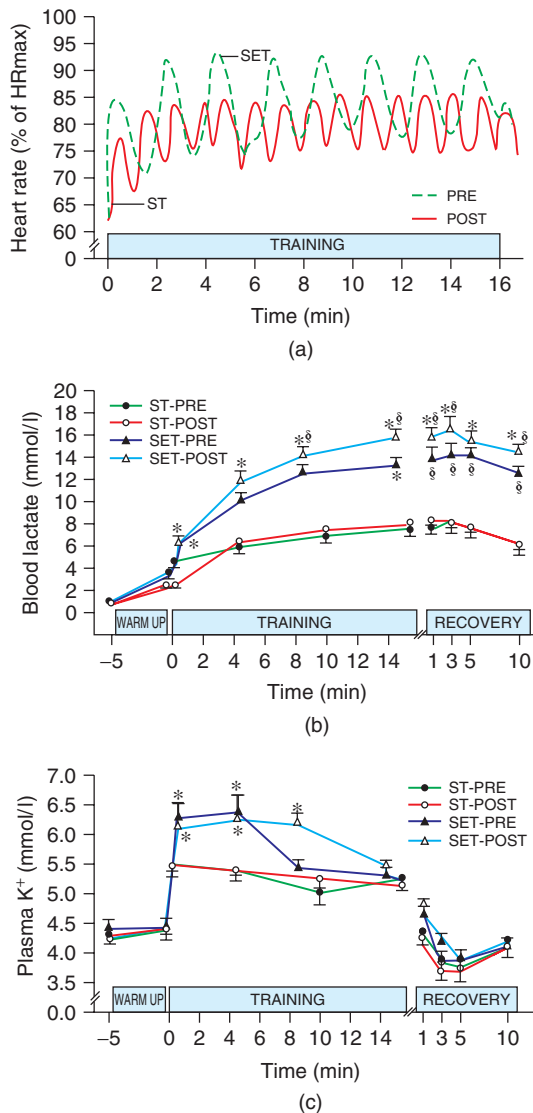 Heart rate (% of HRmax)
100
95
90
85
80
75
70
65
60
0
SET
ST
PRE
POST
TRAINING
0 2 4 6 8 10 12 14 16
Time (min)
(a)
Blood lactate (mmol/l)
20
18
16
14
12
10
8
6
4
2
0
ST-PRE
ST-POST
SET-PRE
SET-POST
* * * *§ *§ * *§ *§ * *§
§ § § §
WARM UP TRAINING RECOVERY
−5 0 2 4 6 8 10 12 14 1 3 5 10
Time (min)
(b)
Plasma K+ (mmol/l)
7.0
6.5
6.0
5.5
5.0
4.5
4.0
3.5
0.0
ST-PRE
ST-POST
SET-PRE
SET-POST
* * *
* *
WARM UP TRAINING RECOVERY
−5 0 2 4 6 8 10 12 14 1 3 5 10
Time (min)
(c)